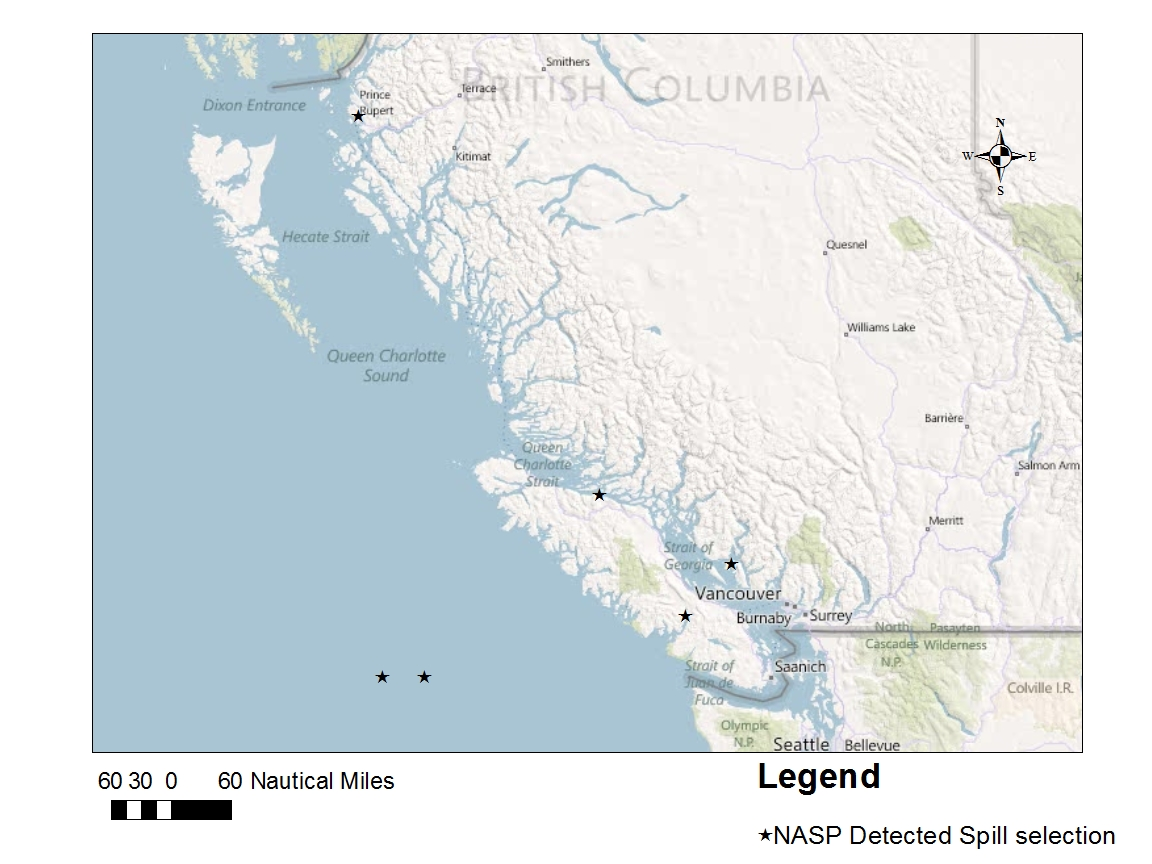 Smithers
BRITISH COLUMBIA
Terrace
Prince
Rupert
Dixon Entrance
N
W E
S
Kitimat
Hecate Strait
Quesnel
Williams Lake
Queen Charlotte
Sound
Barrière
Queen
Charlotte
Strait
Salmon Arm
Merritt
Strait of
Georgia
Vancouver
Burnaby
Surrey
North
Cascades
N.P.
Pasayten
Wilderness
Strait of
Juan de
Fuca
Saanich
Colville I.R.
Olympic
N.P.
Seattle
Bellevue
60 30 0 60 Nautical Miles
Legend
NASP Detected Spill selection